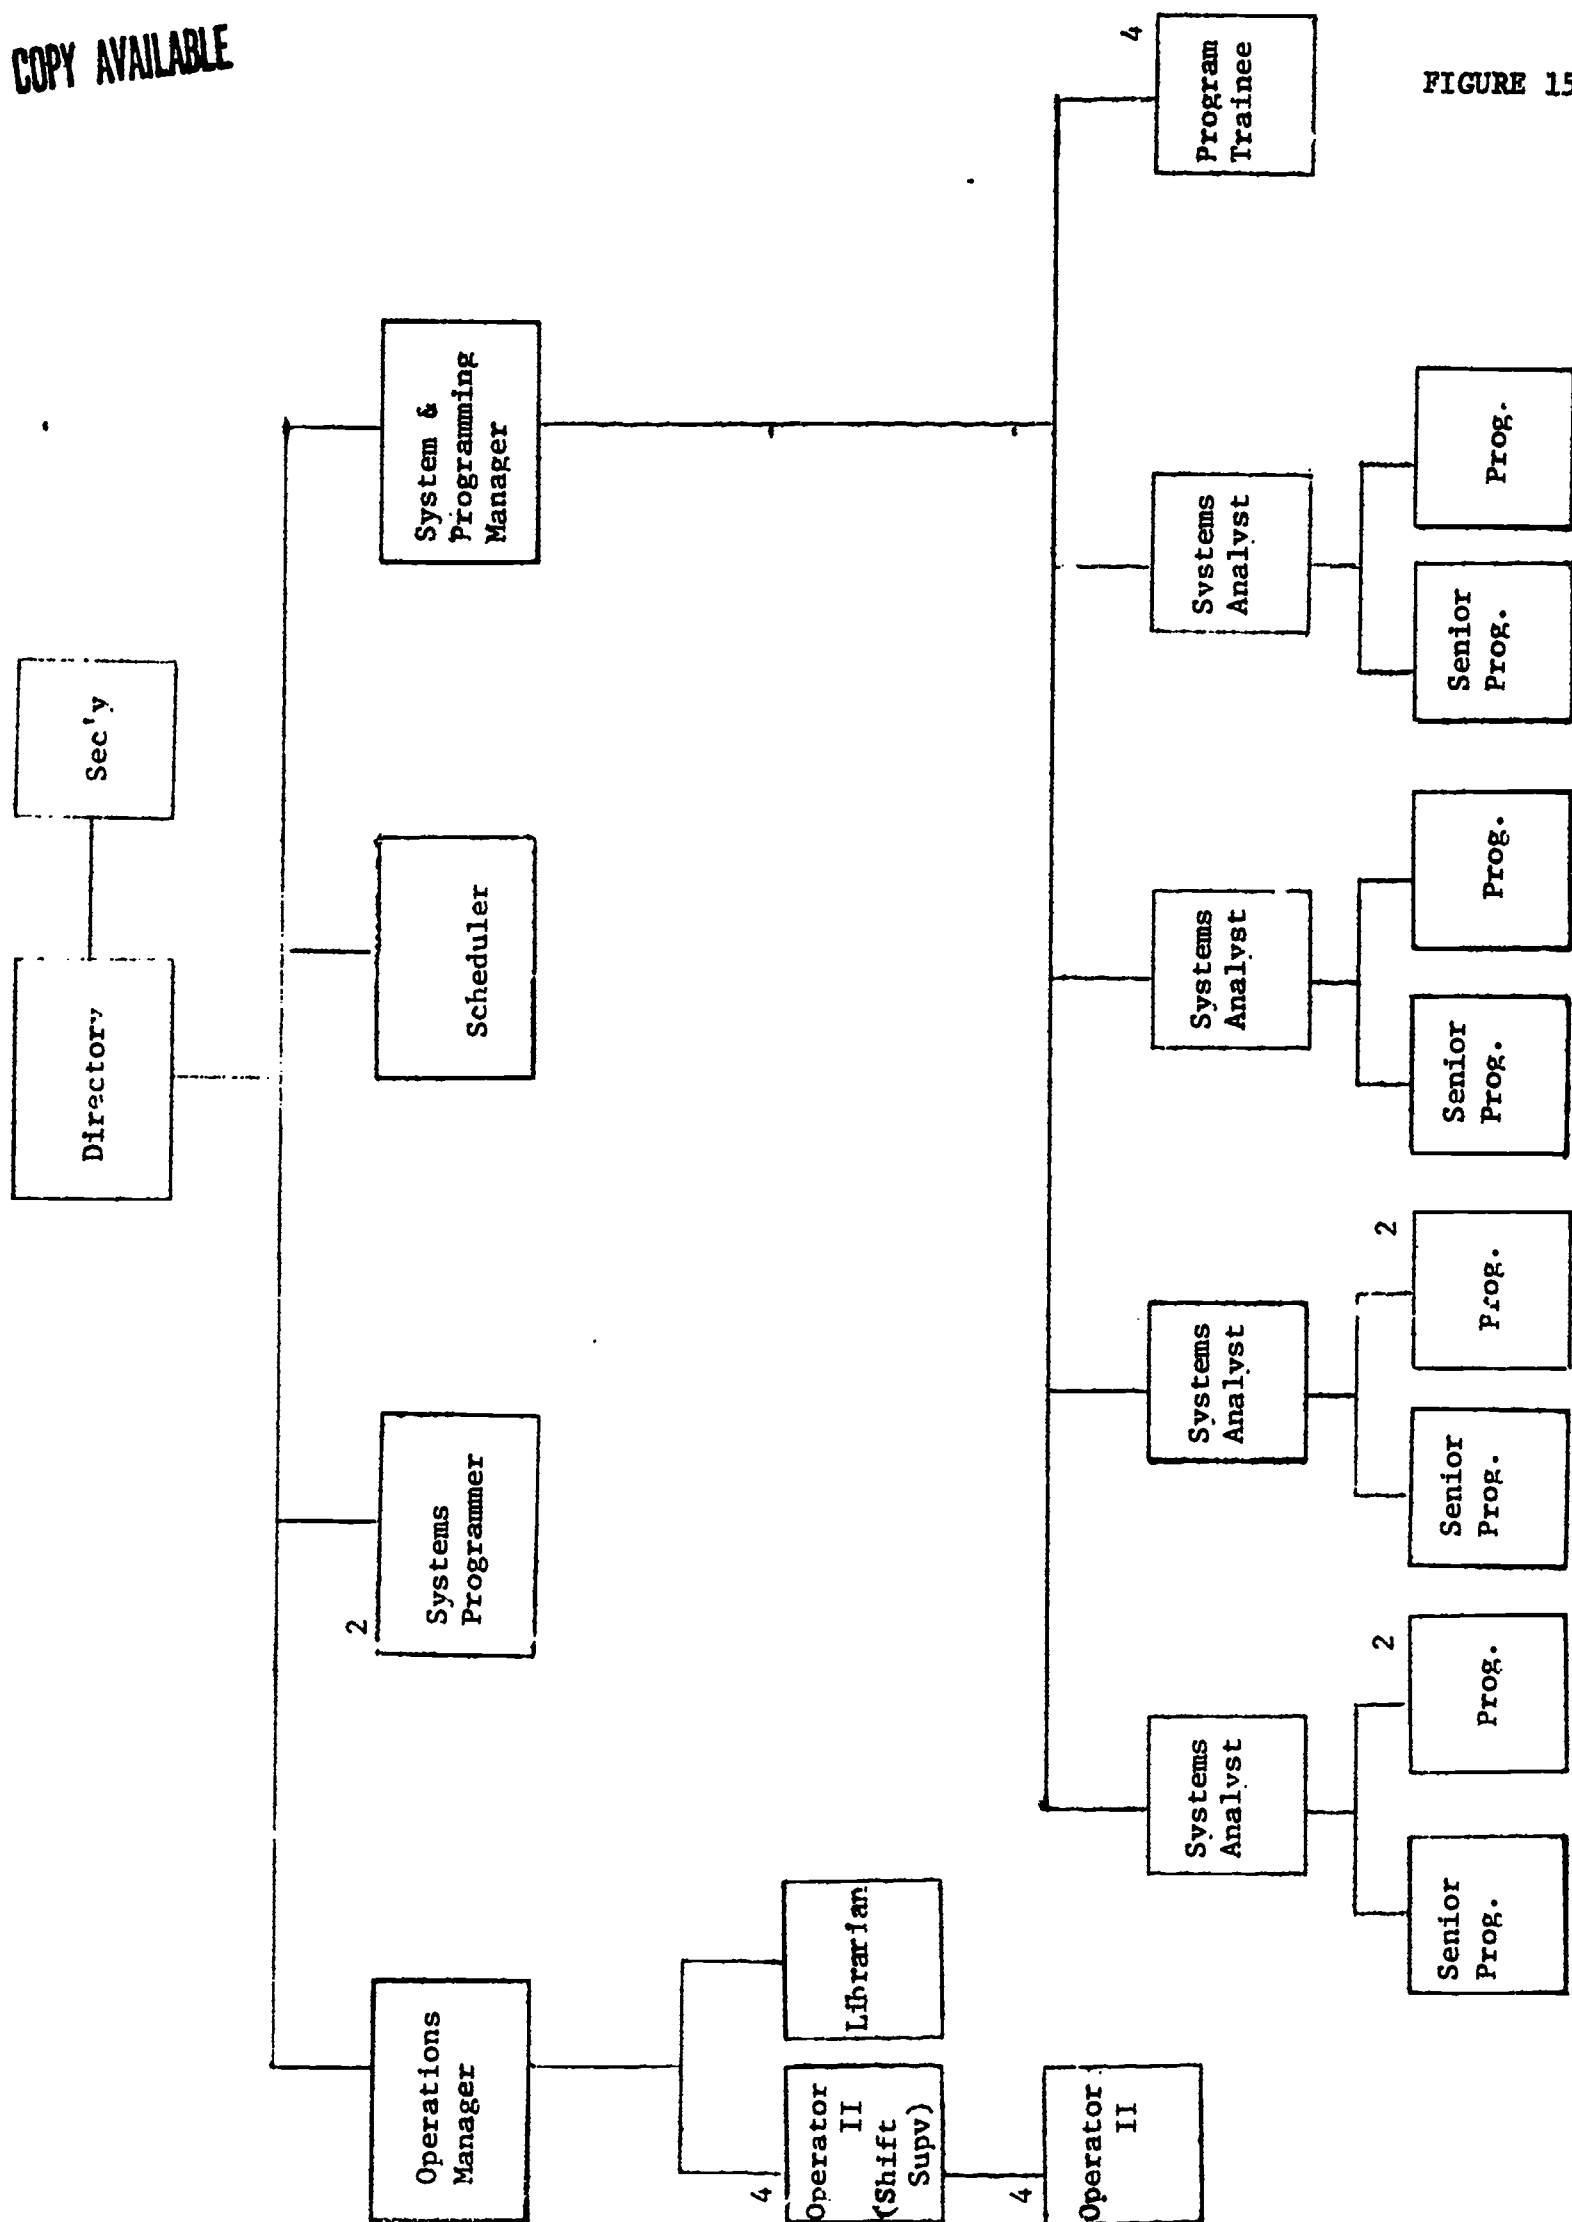 COPY AVAILABLE
FIGURE 15
Directory
Sec'y
Operations
Manager
2
Systems
Programmer
Scheduler
System &
Programming
Manager
4
Operator
II
(Shift
Supv)
Librarian
4
Operator
II
Systems
Analyst
Systems
Analyst
Systems
Analyst
Systems
Analyst
4
Program
Trainee
Senior
Prog.
2
Prog.
Senior
Prog.
2
Prog.
Senior
Prog.
Prog.
Senior
Prog.
Prog.